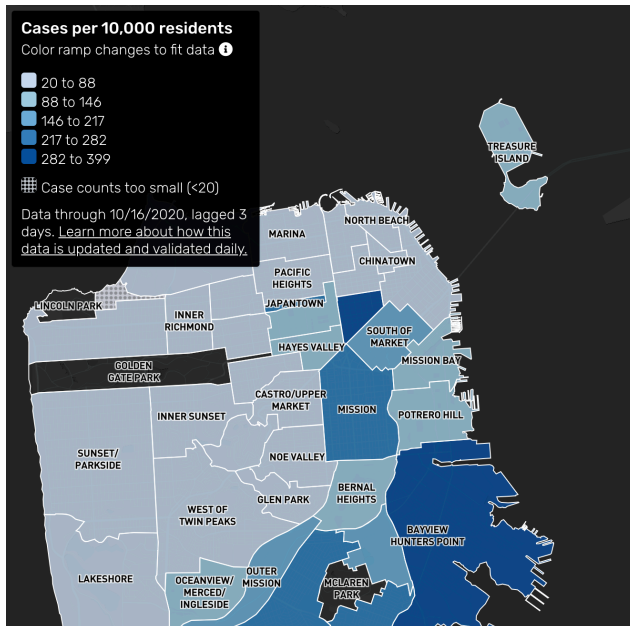 Cases per 10,000 residents
Color ramp changes to fit data
20 to 88
88 to 146
146 to 217
217 to 282
282 to 399
Case counts too small (<20)
Data through 10/16/2020, lagged 3
days. Learn more about how this
data is updated and validated daily.
TREASURE
ISLAND
NORTH BEACH
MARINA
CHINATOWN
PACIFIC
HEIGHTS
LINCOLN PARK
JAPANTOWN
INNER
RICHMOND
SOUTH OF
MARKET
HAYES VALLEY
MISSION BAY
GOLDEN
GATE PARK
CASTRO/UPPER
MARKET
MISSION
POTRERO HILL
INNER SUNSET
SUNSET/
PARKSIDE
NOE VALLEY
GLEN PARK
BERNAL
HEIGHTS
WEST OF
TWIN PEAKS
BAYVIEW
HUNTERS POINT
LAKESHORE
OCEANVIEW/
MERCED/
INGLESIDE
OUTER
MISSION
MCLAREN
PARK